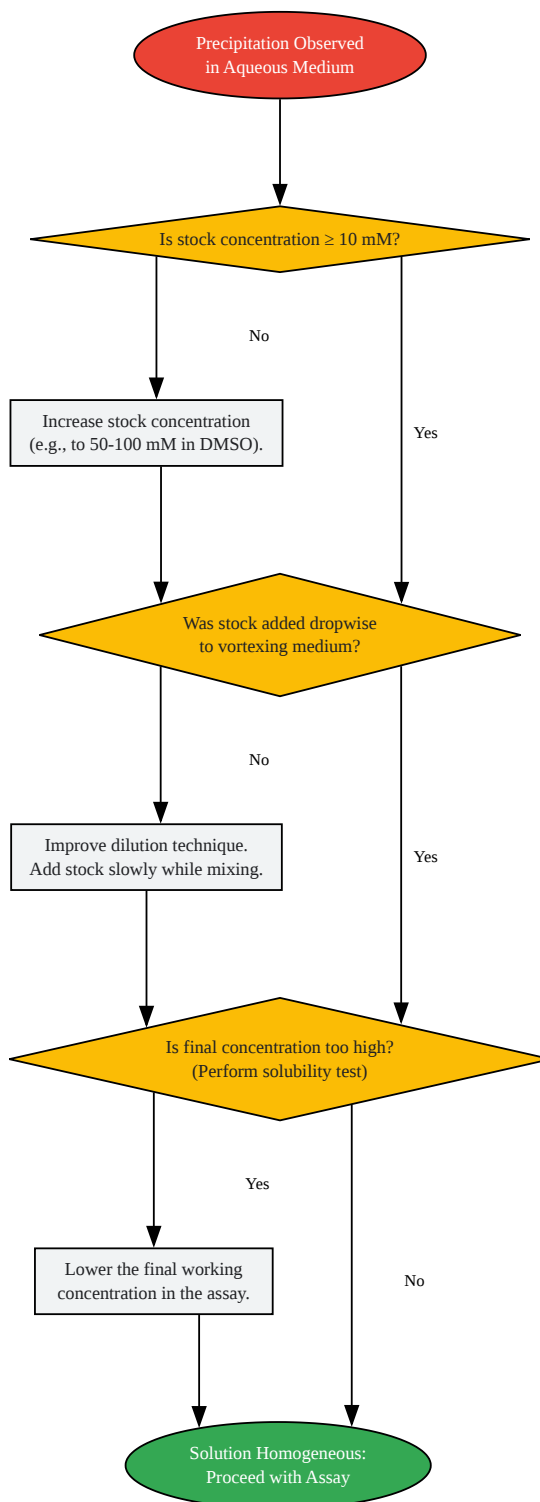 Precipitation Observed
in Aqueous Medium
Is stock concentration ≥ 10 mM?
No
Increase stock concentration
(e.g., to 50-100 mM in DMSO).
Yes
Was stock added dropwise
to vortexing medium?
No
Improve dilution technique.
Add stock slowly while mixing.
Yes
Is final concentration too high?
(Perform solubility test)
Yes
Lower the final working
concentration in the assay.
No
Solution Homogeneous:
Proceed with Assay